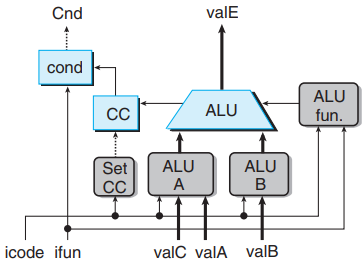 Cnd
valE
cond
CC
ALU
ALU
fun.
Set
CC
ALU
A
ALU
B
icode ifun valC valA valB